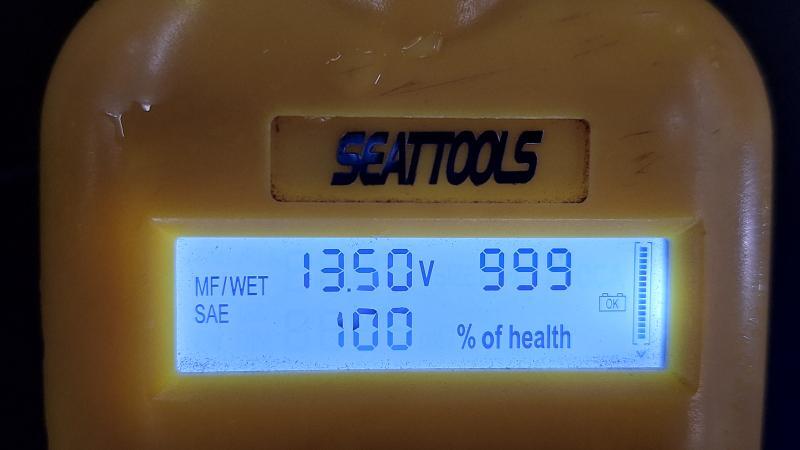 SEATTOOLS
MF/WET 13.50V 999
SAE 100 % of health
OK